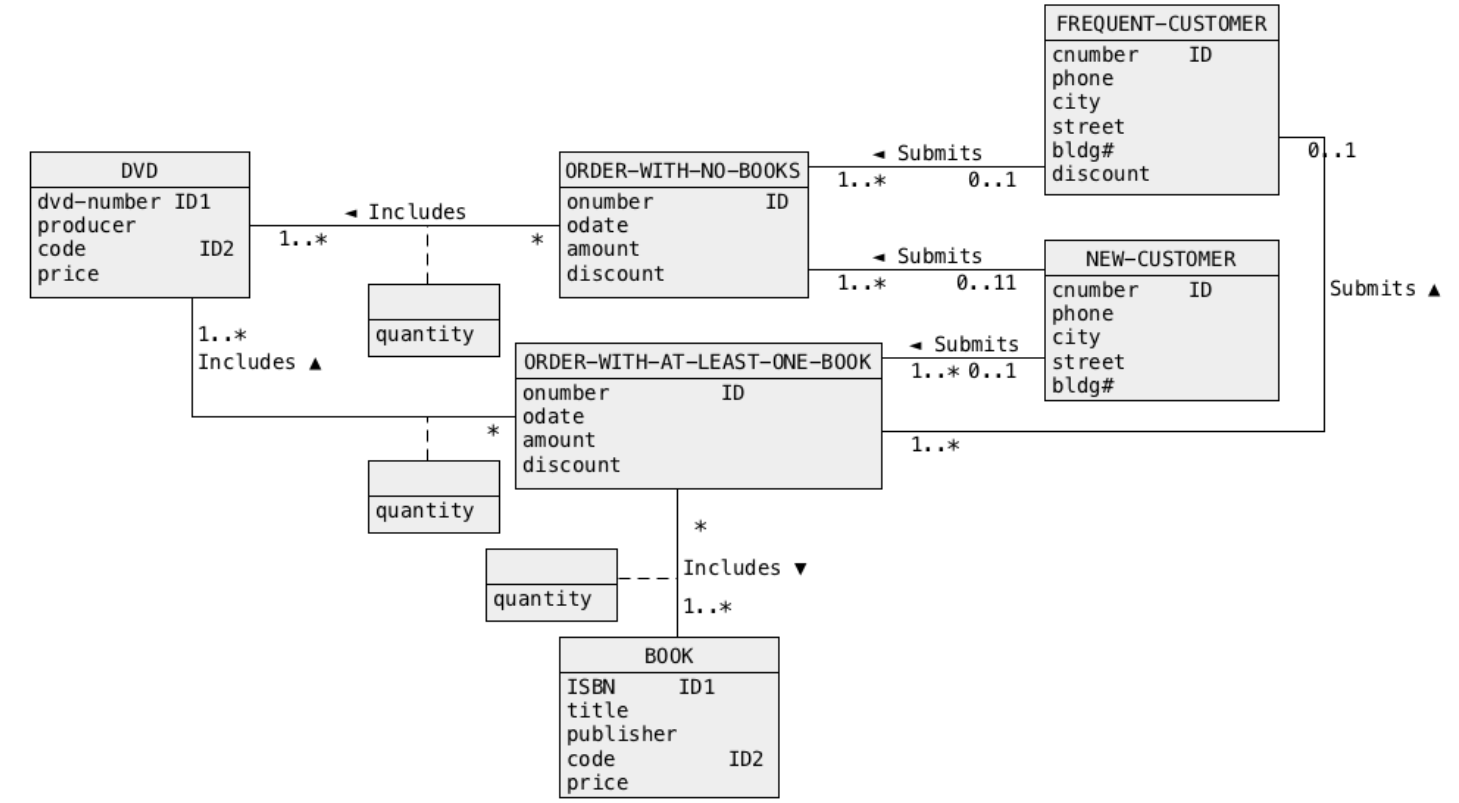 FREQUENT-CUSTOMER
cnumber ID
phone
city
street
bldg#
discount
◄ Submits
1..* 0..1
0..1
DVD
dvd-number ID1
producer
code ID2
price
◄ Includes
1..* *
quantity
ORDER-WITH-NO-BOOKS
onumber ID
odate
amount
discount
◄ Submits
1..* 0..11
NEW-CUSTOMER
cnumber ID
phone
city
street
bldg#
Submits ▲
1..*
Includes ▲
*
quantity
ORDER-WITH-AT-LEAST-ONE-BOOK
onumber ID
odate
amount
discount
◄ Submits
1..* 0..1
1..*
*
Includes ▼
1..*
quantity
BOOK
ISBN ID1
title
publisher
code ID2
price